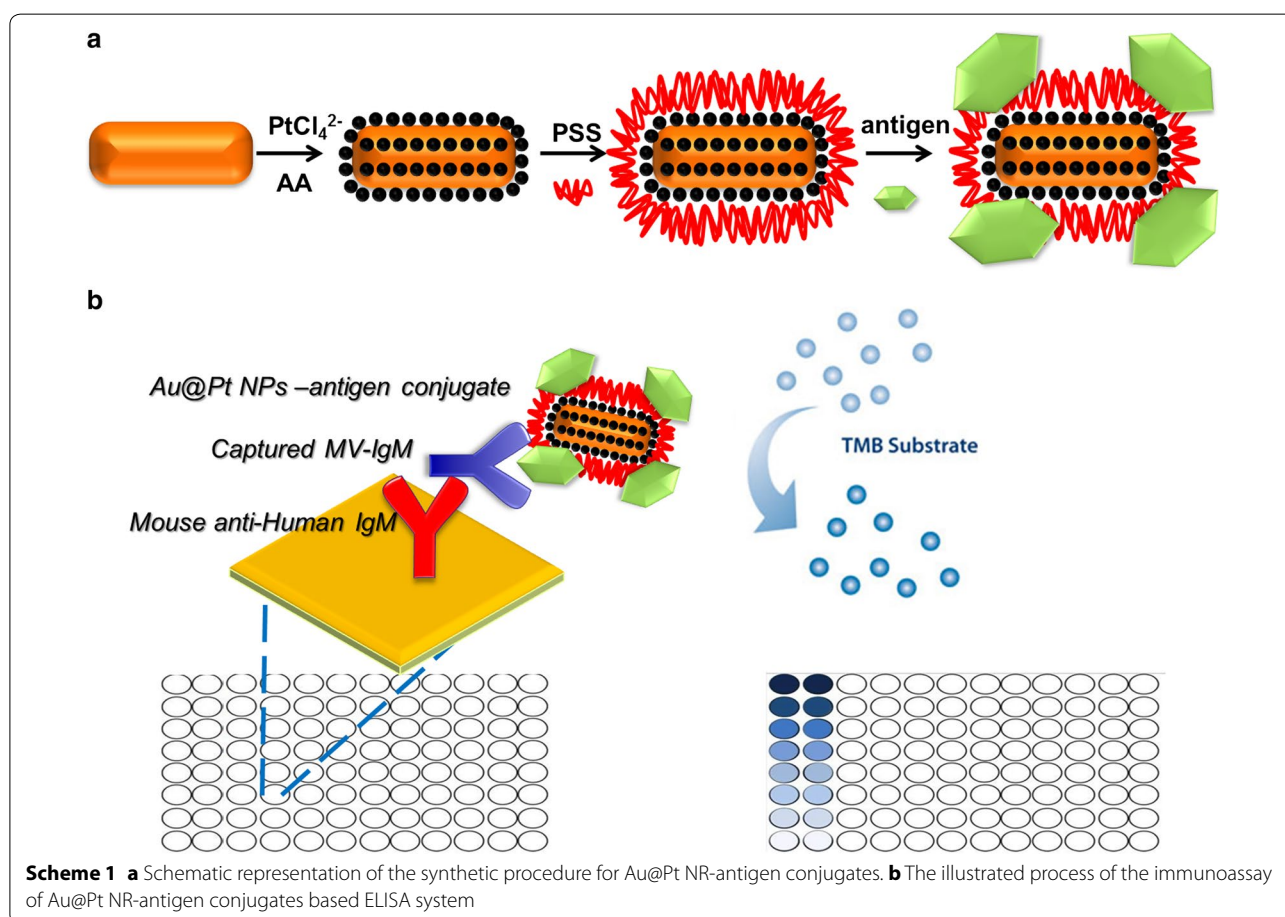 a
PtCl₄²⁻
AA
PSS
antigen
b
Au@Pt NPs –antigen conjugate
Captured MV-IgM
Mouse anti-Human IgM
TMB Substrate
Scheme 1 a Schematic representation of the synthetic procedure for Au@Pt NR-antigen conjugates. b The illustrated process of the immunoassay
of Au@Pt NR-antigen conjugates based ELISA system